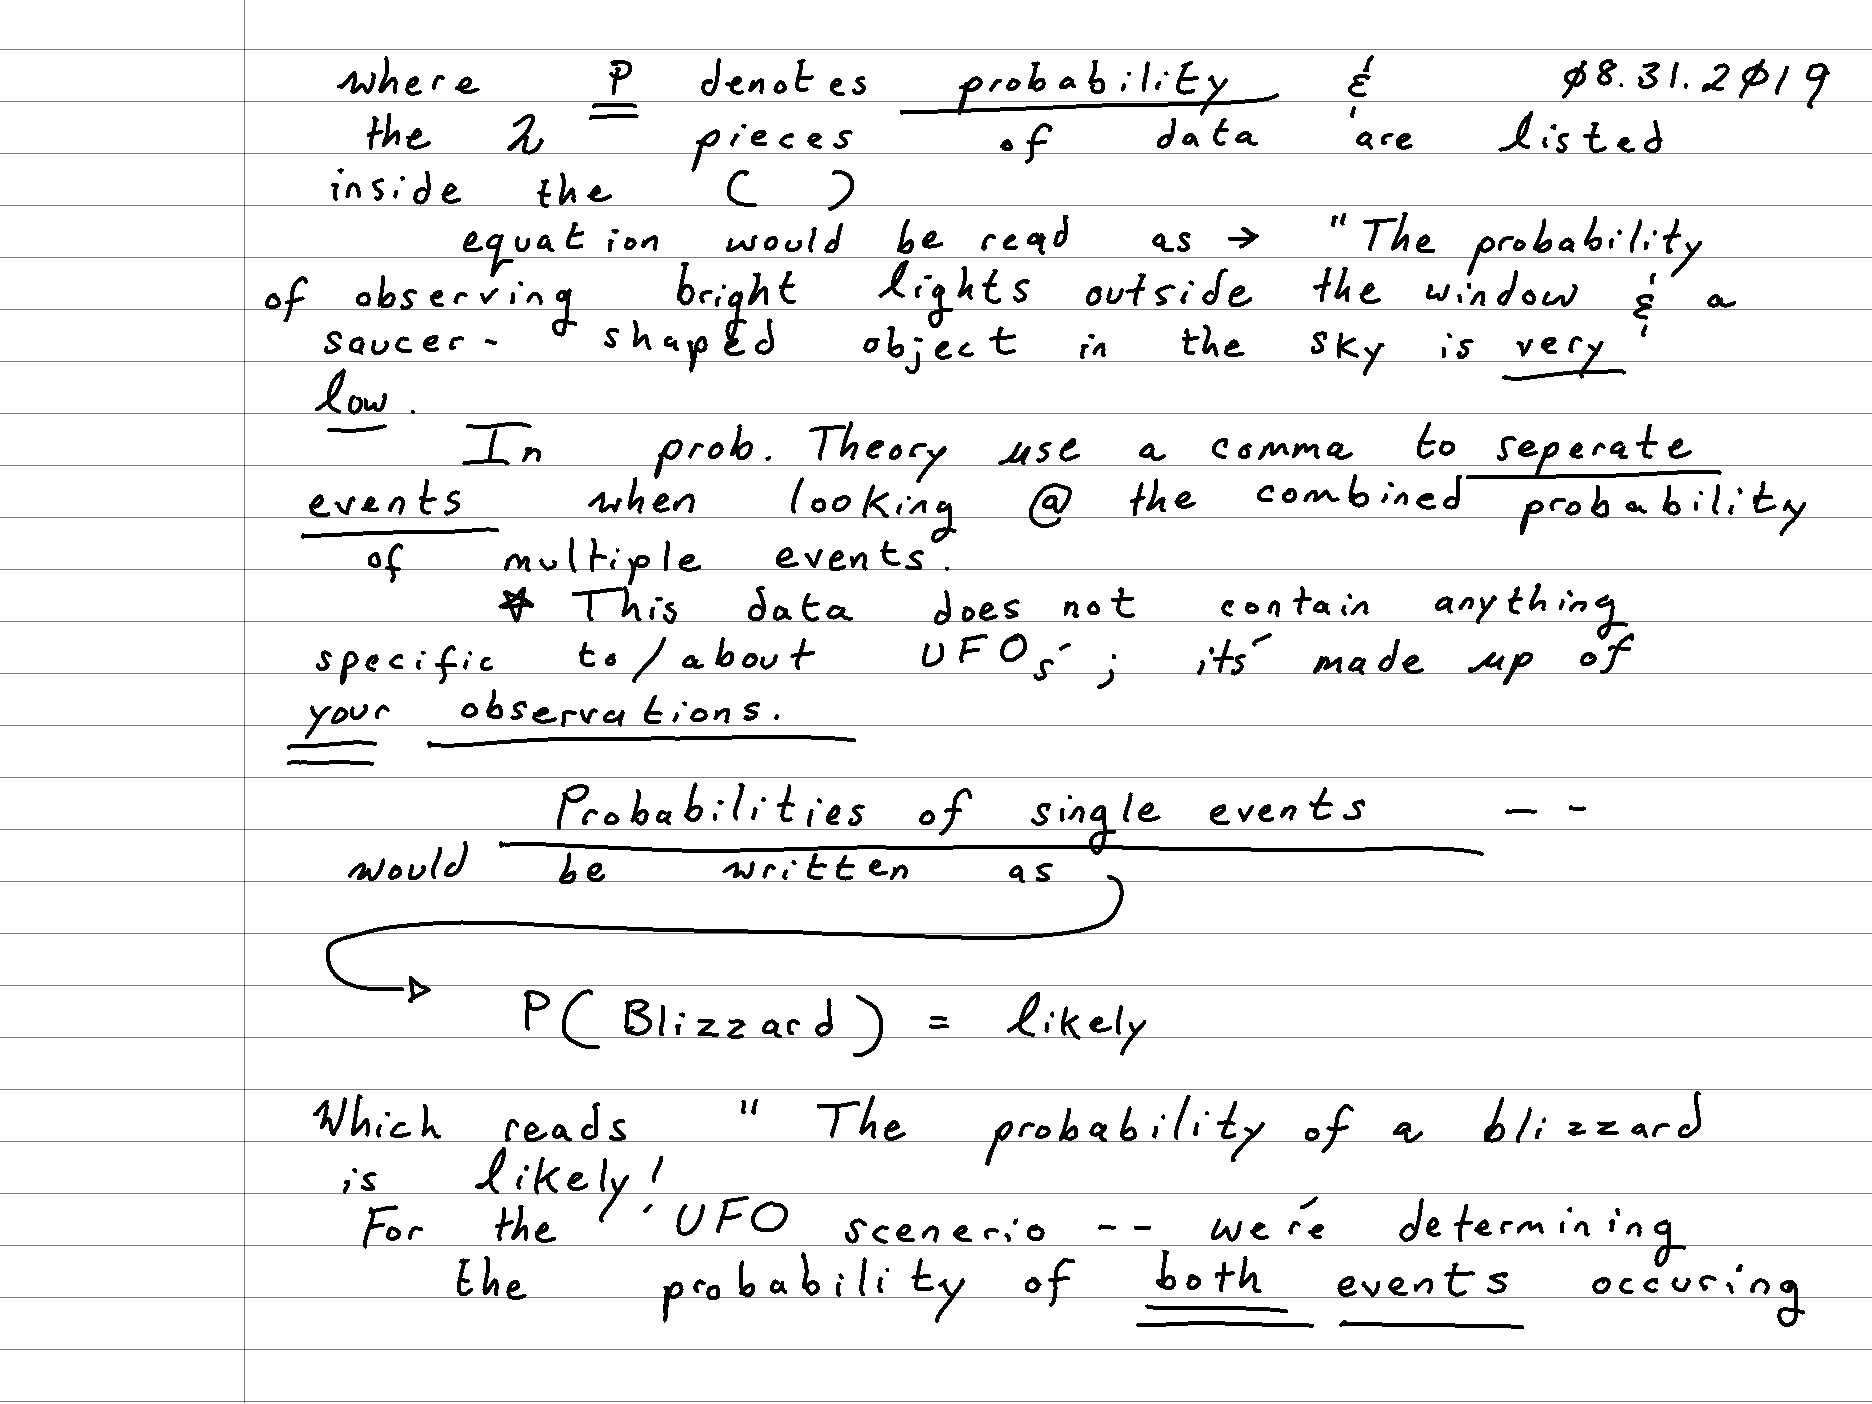 where P denotes probability & ø8.31.2ø19
the 2 pieces of data are listed
inside the ( )
equation would be read as → "The probability
of observing bright lights outside the window & a
saucer- shaped object in the sky is very
low.
In prob. Theory use a comma to seperate
events when looking @ the combined probability
of multiple events.
★ This data does not contain anything
specific to/about UFOs'; its' made up of
your observations.
Probabilities of single events --
would be written as
P(Blizzard) = likely
Which reads " The probability of a blizzard
is likely!
For the UFO scenerio -- we're determining
the probability of both events occuring